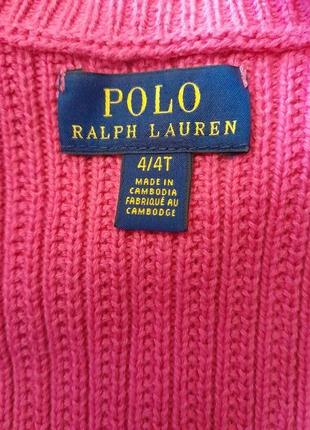 POLO
RALPH LAUREN
4/4T
MADE IN
CAMBODIA
FABRIQUÉ AU
CAMBODGE